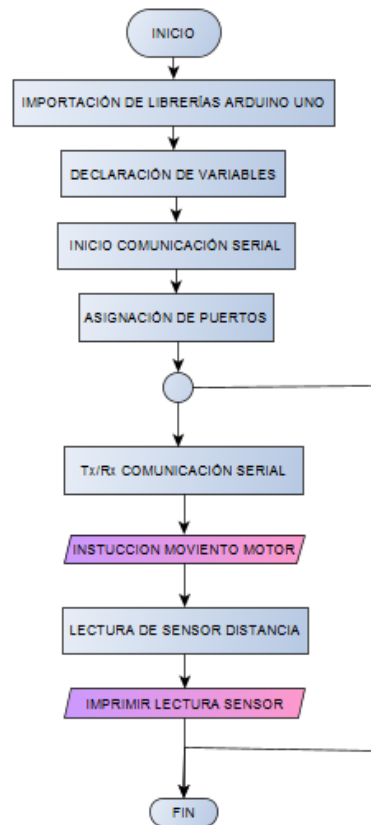 INICIO
IMPORTACIÓN DE LIBRERÍAS ARDUINO UNO
DECLARACIÓN DE VARIABLES
INICIO COMUNICACIÓN SERIAL
ASIGNACIÓN DE PUERTOS
Tx/Rx COMUNICACIÓN SERIAL
INSTUCCION MOVIENTO MOTOR
LECTURA DE SENSOR DISTANCIA
IMPRIMIR LECTURA SENSOR
FIN